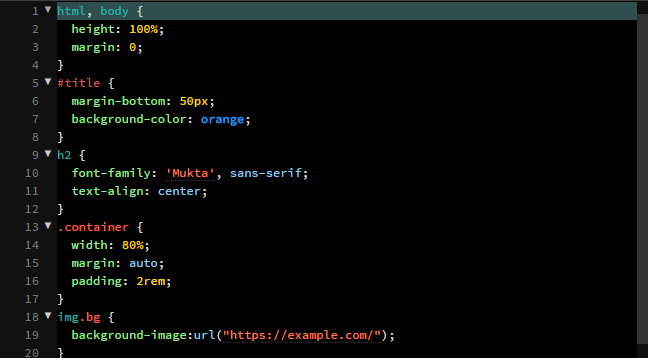 1 html, body {
2 height: 100%;
3 margin: 0;
4 }
5 #title {
6 margin-bottom: 50px;
7 background-color: orange;
8 }
9 h2 {
10 font-family: 'Mukta', sans-serif;
11 text-align: center;
12 }
13 .container {
14 width: 80%;
15 margin: auto;
16 padding: 2rem;
17 }
18 img.bg {
19 background-image:url("https://example.com/");
20 }